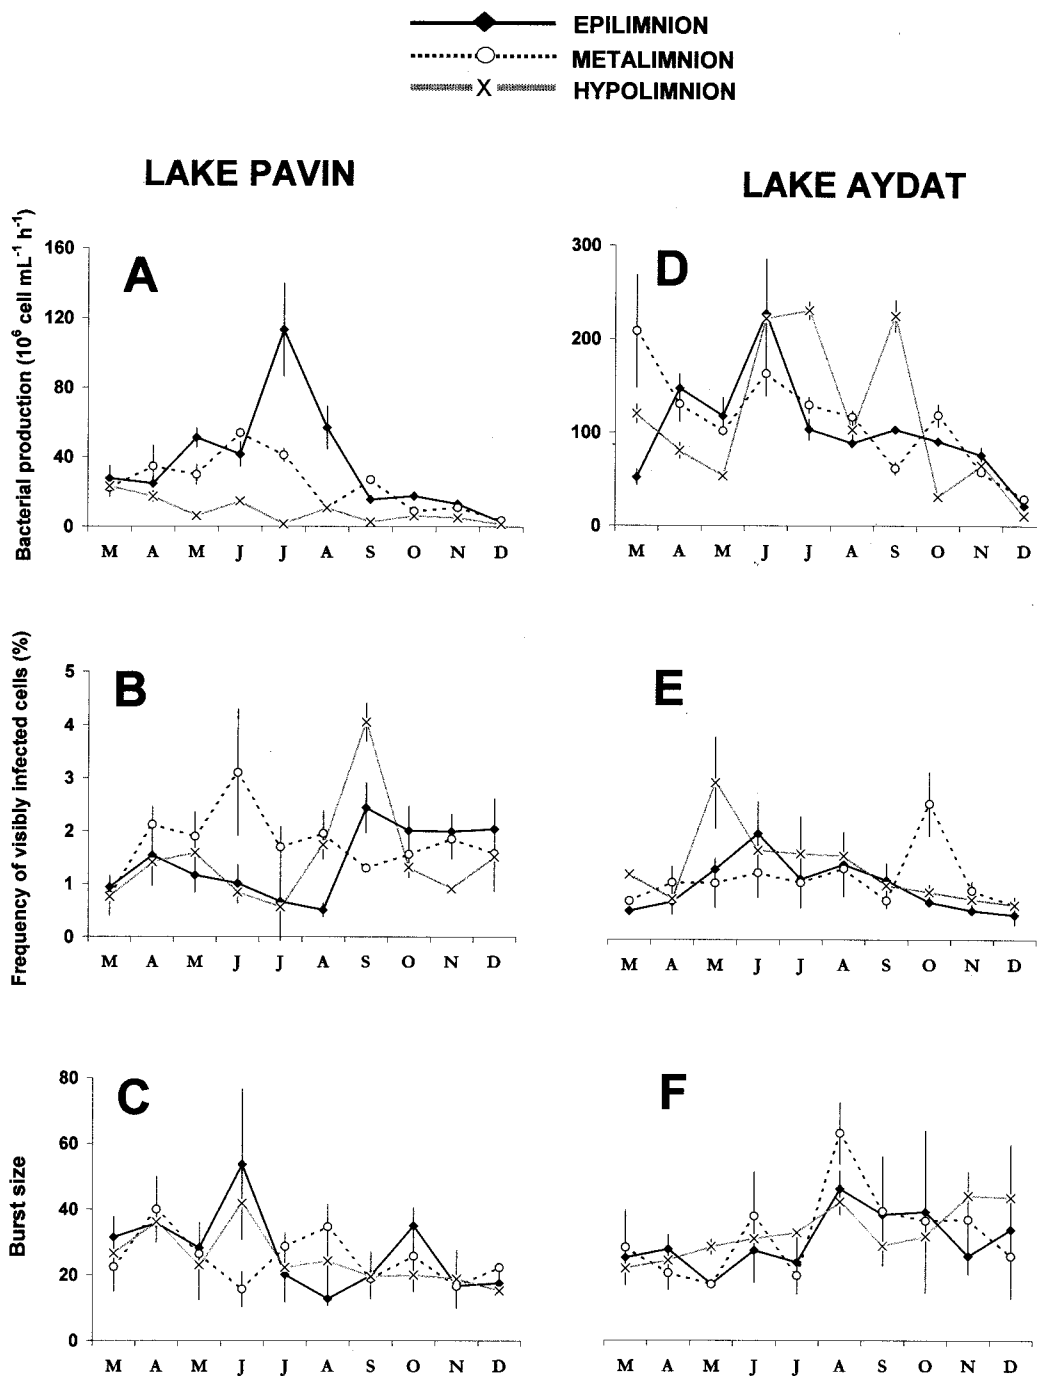 EPILIMNION
METALIMNION
HYPOLIMNION
LAKE PAVIN
LAKE AYDAT
Bacterial production (10⁶ cell mL⁻¹ h⁻¹)
160
120
80
40
0
A
M A M J J A S O N D
300
200
100
0
D
M A M J J A S O N D
Frequency of visibly infected cells (%)
5
4
3
2
1
0
B
M A M J J A S O N D
E
M A M J J A S O N D
Burst size
80
60
40
20
0
C
M A M J J A S O N D
F
M A M J J A S O N D